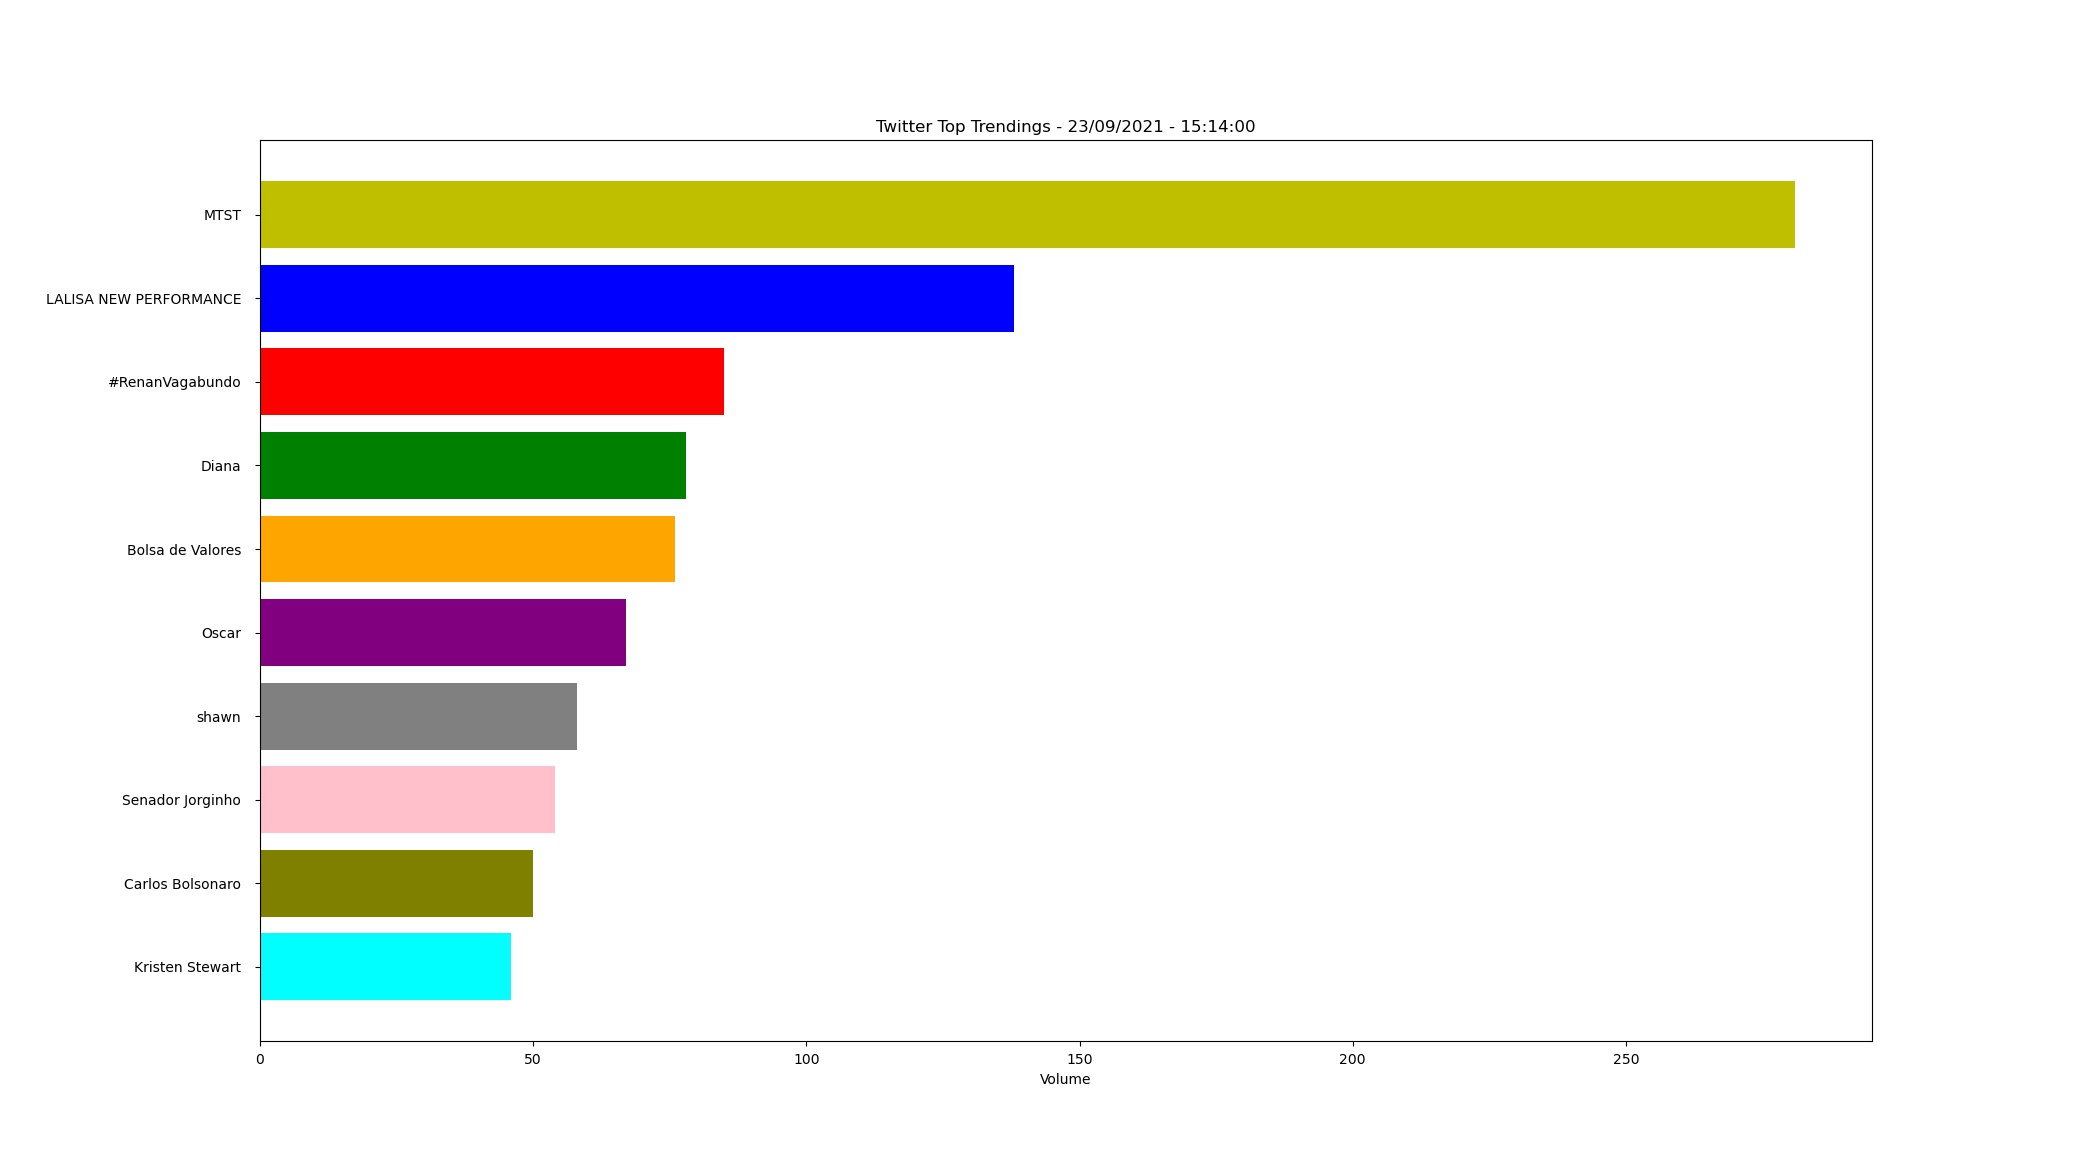 Twitter Top Trendings - 23/09/2021 - 15:14:00
MTST
LALISA NEW PERFORMANCE
#RenanVagabundo
Diana
Bolsa de Valores
Oscar
shawn
Senador Jorginho
Carlos Bolsonaro
Kristen Stewart
0 50 100 150 200 250
Volume